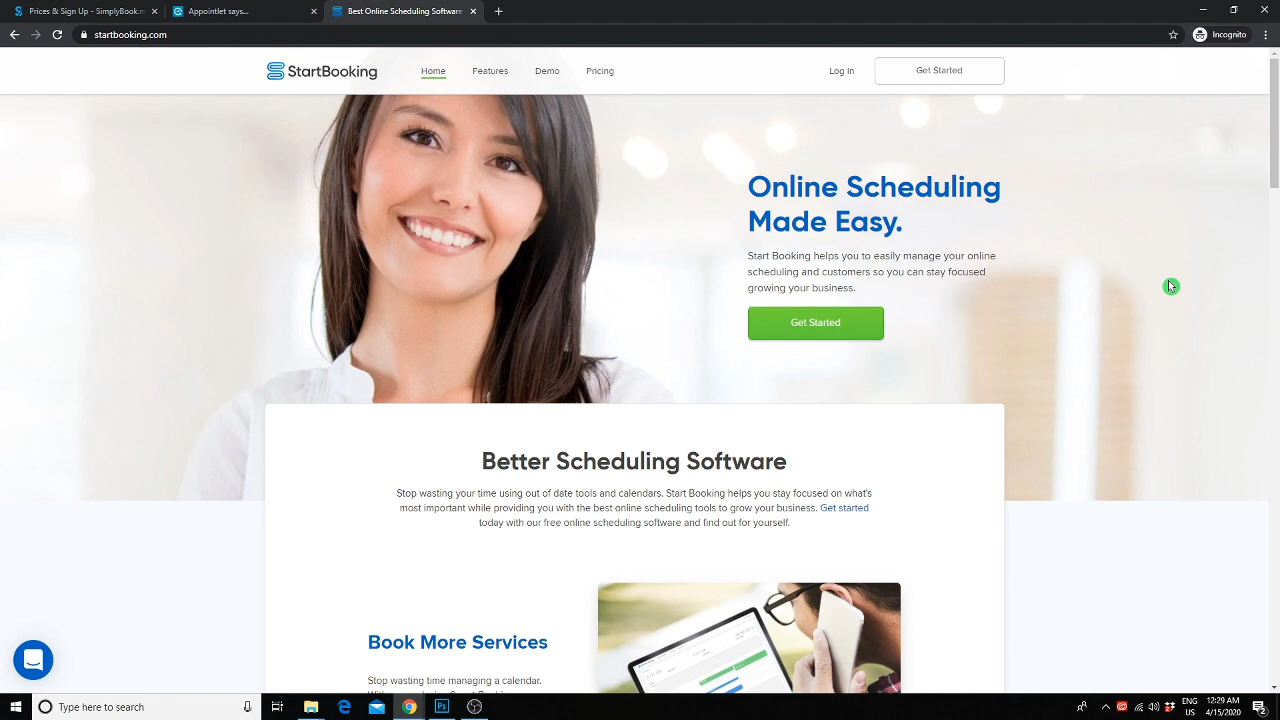 Prices & Sign Up - SimplyBook.m
Appointlet says...
Best Online Scheduling Software
startbooking.com
Incognito
StartBooking
Home
Features
Demo
Pricing
Log In
Get Started
Online Scheduling
Made Easy.
Start Booking helps you to easily manage your online
scheduling and customers so you can stay focused
growing your business.
Get Started
Better Scheduling Software
Stop wasting your time using out of date tools and calendars. Start Booking helps you stay focused on what's
most important while providing you with the best online scheduling tools to grow your business. Get started
today with our free online scheduling software and find out for yourself.
Book More Services
Stop wasting time managing a calendar.
Type here to search
Ps
ENG
US
12:29 AM
4/15/2020
2